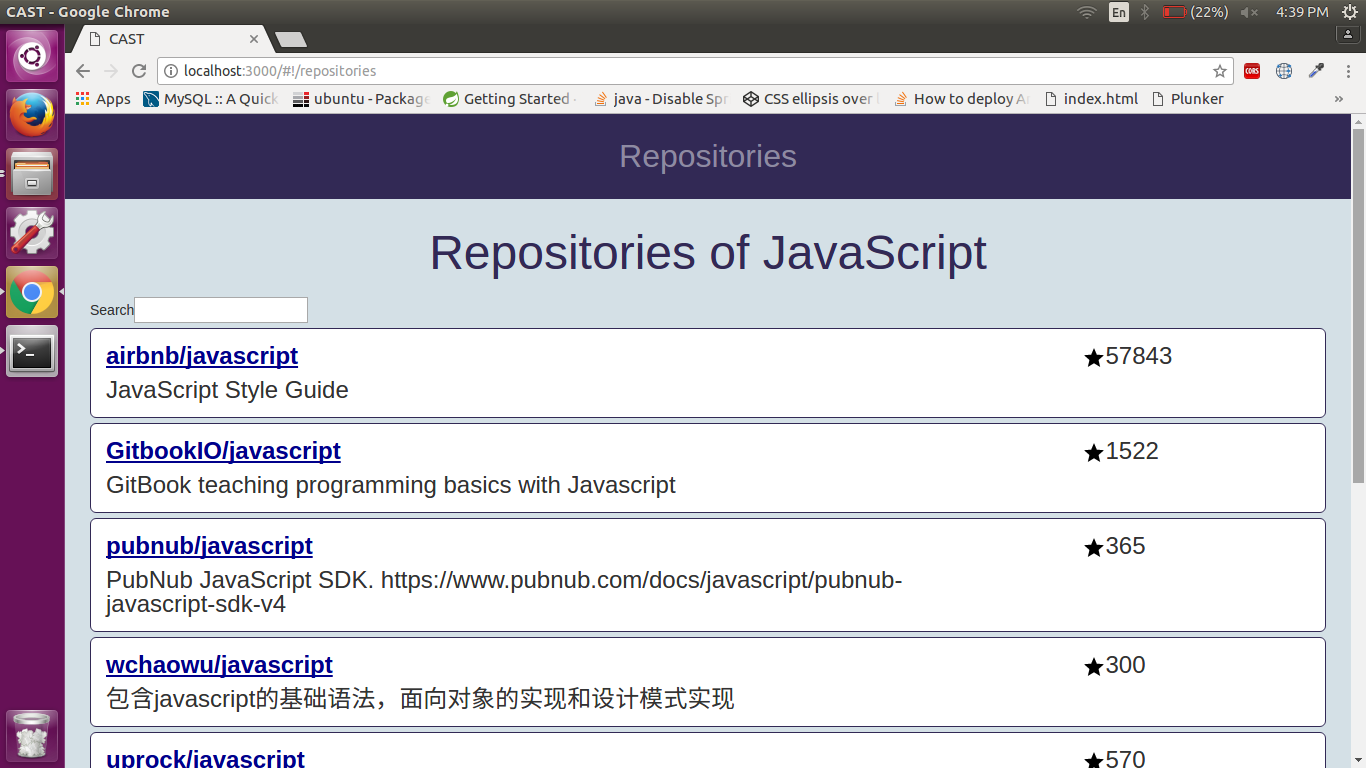 CAST - Google Chrome
En
(22%)
4:39 PM
CAST
localhost:3000/#!/repositories
CORS
Apps
MySQL :: A Quick
ubuntu - Package
Getting Started -
java - Disable Spr
CSS ellipsis over
How to deploy A
index.html
Plunker
»
Repositories
Repositories of JavaScript
Search
airbnb/javascript
★57843
JavaScript Style Guide
GitbookIO/javascript
★1522
GitBook teaching programming basics with Javascript
pubnub/javascript
★365
PubNub JavaScript SDK. https://www.pubnub.com/docs/javascript/pubnub-
javascript-sdk-v4
wchaowu/javascript
★300
包含javascript的基础语法，面向对象的实现和设计模式实现
uprock/javascript
★570